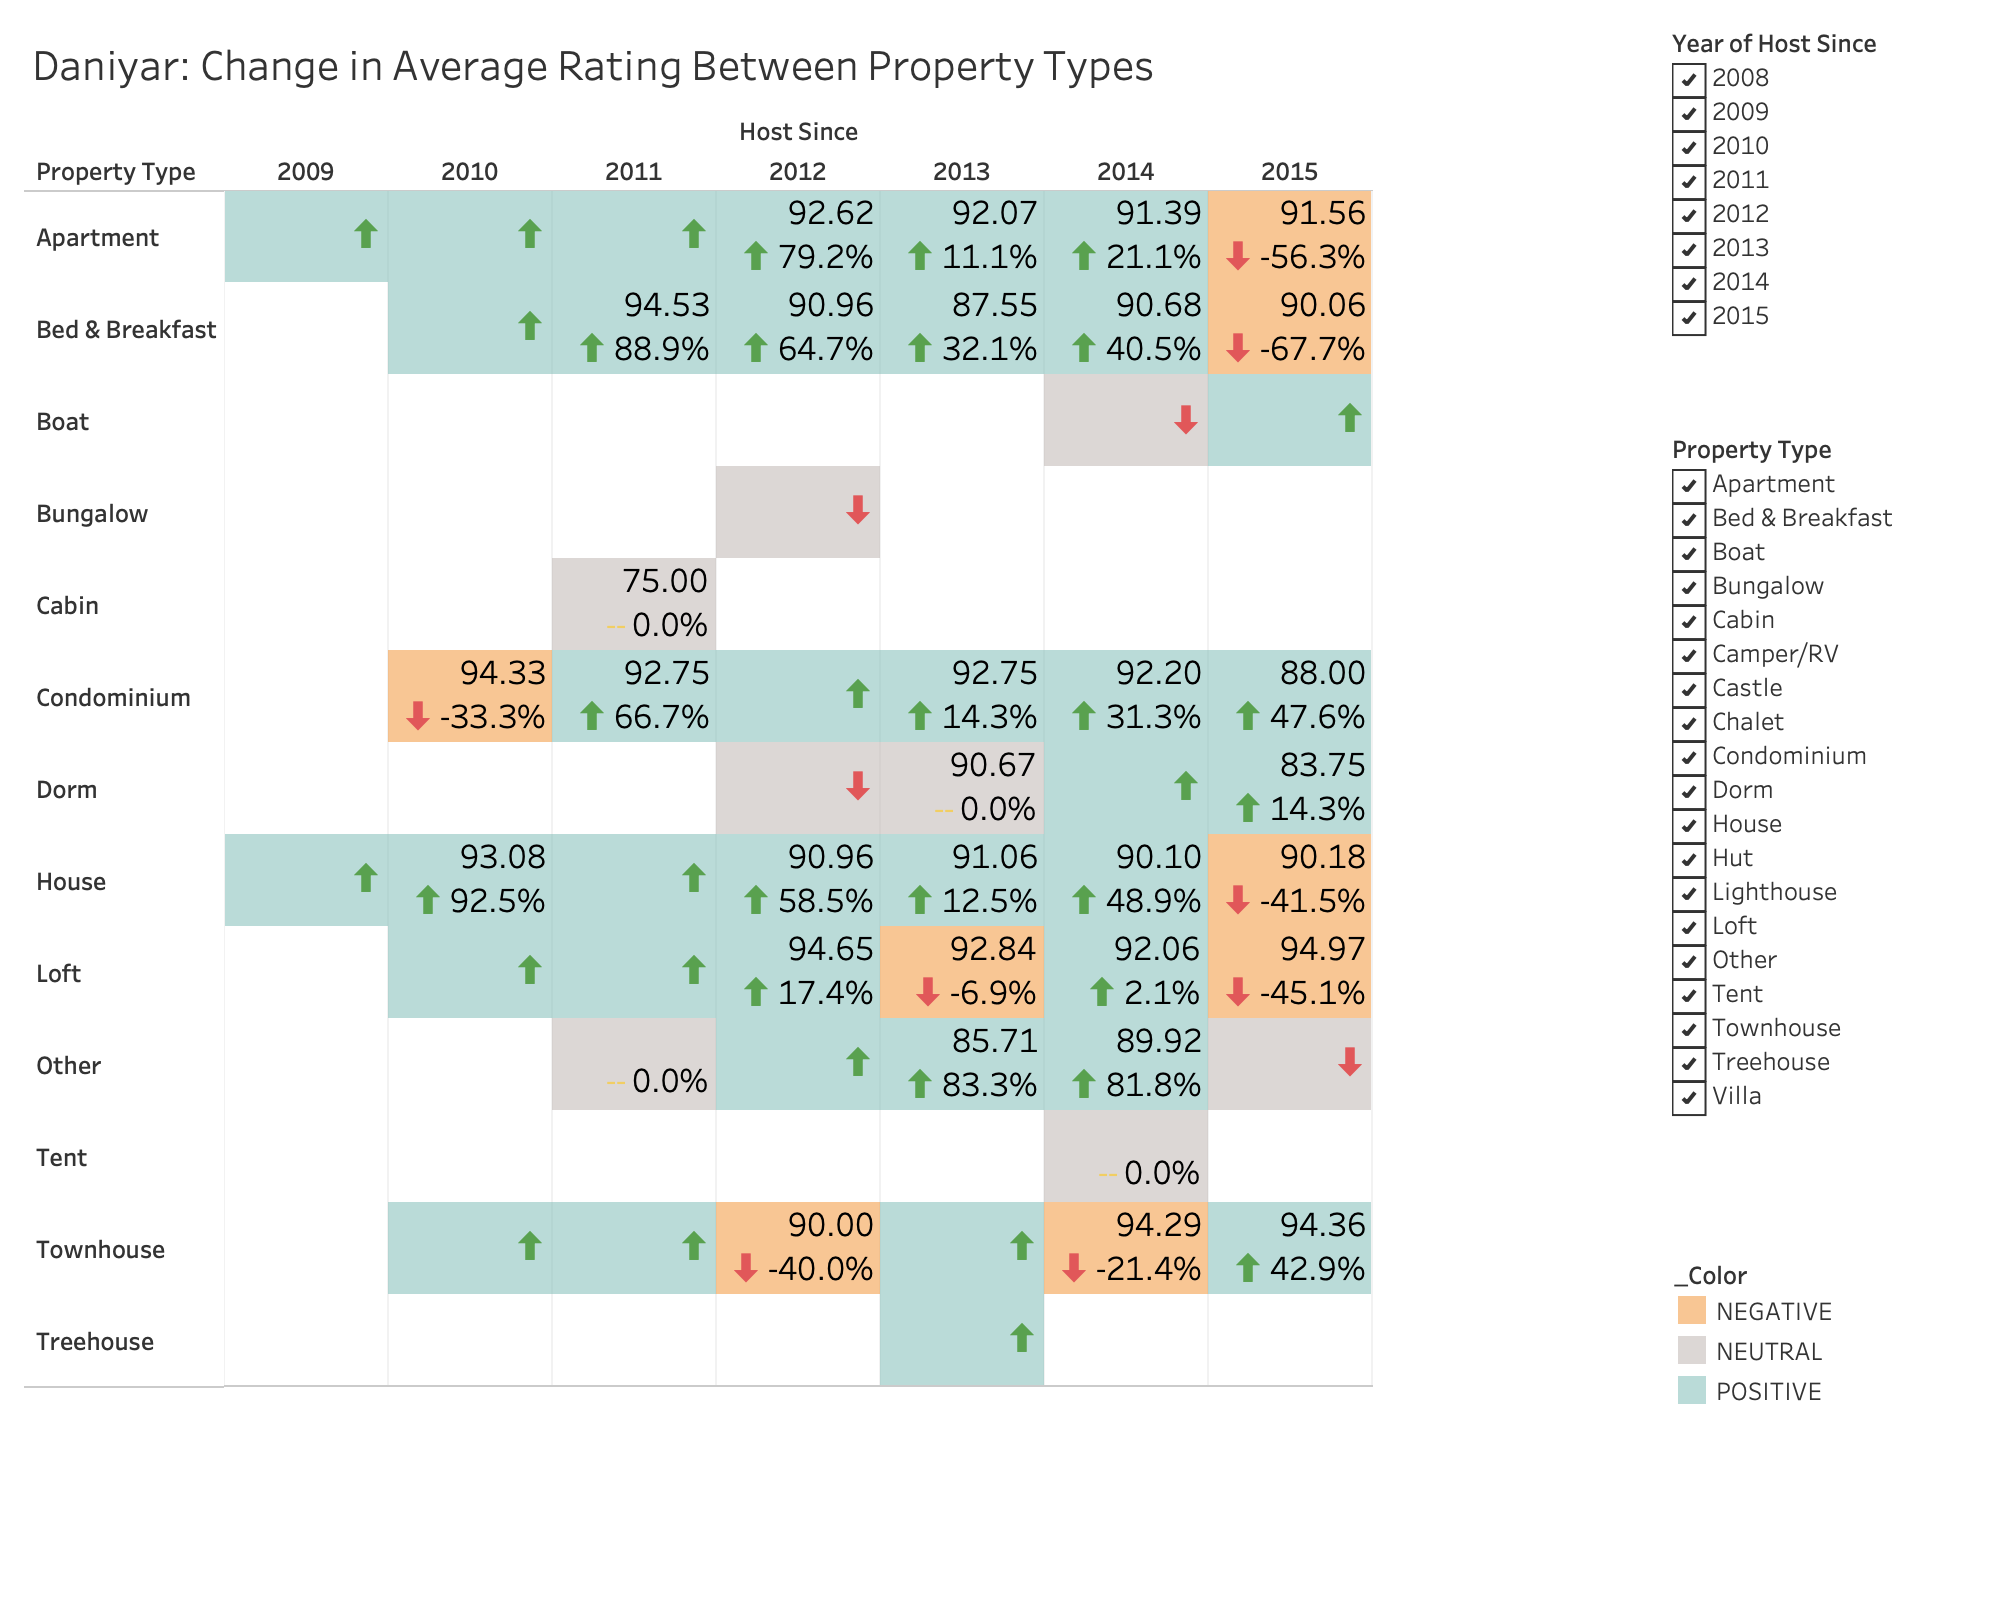 Daniyar: Change in Average Rating Between Property Types
Host Since
Property Type 2009 2010 2011 2012 2013 2014 2015
Apartment
92.62 92.07 91.39 91.56
79.2% 11.1% 21.1% -56.3%
Bed & Breakfast
94.53 90.96 87.55 90.68 90.06
88.9% 64.7% 32.1% 40.5% -67.7%
Boat
Bungalow
Cabin
75.00
-- 0.0%
Condominium
94.33 92.75 92.75 92.20 88.00
-33.3% 66.7% 14.3% 31.3% 47.6%
Dorm
90.67 83.75
-- 0.0% 14.3%
House
93.08 90.96 91.06 90.10 90.18
92.5% 58.5% 12.5% 48.9% -41.5%
Loft
94.65 92.84 92.06 94.97
17.4% -6.9% 2.1% -45.1%
Other
85.71 89.92
-- 0.0% 83.3% 81.8%
Tent
-- 0.0%
Townhouse
90.00 94.29 94.36
-40.0% -21.4% 42.9%
Treehouse
Year of Host Since
2008
2009
2010
2011
2012
2013
2014
2015
Property Type
Apartment
Bed & Breakfast
Boat
Bungalow
Cabin
Camper/RV
Castle
Chalet
Condominium
Dorm
House
Hut
Lighthouse
Loft
Other
Tent
Townhouse
Treehouse
Villa
_Color
NEGATIVE
NEUTRAL
POSITIVE